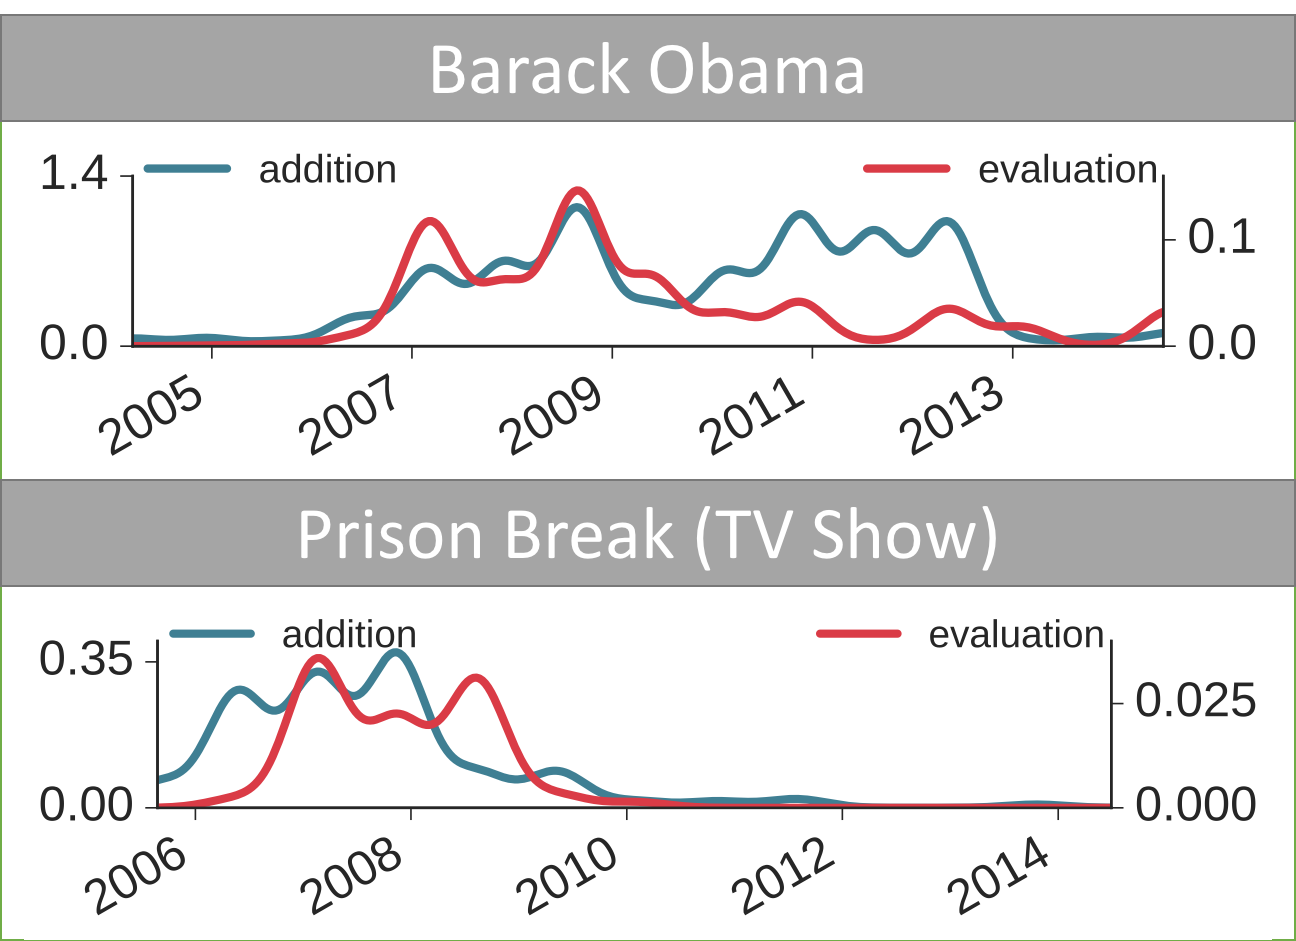 Barack Obama
1.4 addition evaluation
0.1
0.0 0.0
2005 2007 2009 2011 2013
Prison Break (TV Show)
addition evaluation
0.35
0.025
0.00 0.000
2006 2008 2010 2012 2014